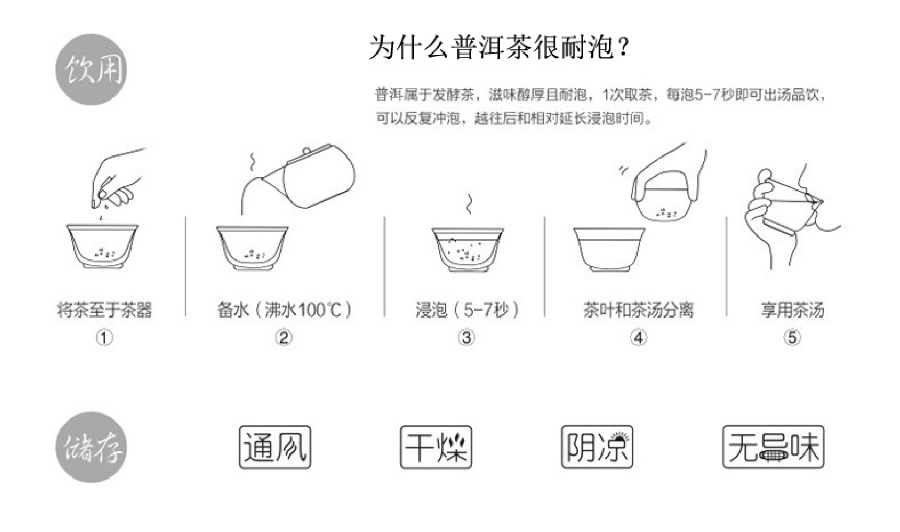 饮用
为什么普洱茶很耐泡？
普洱属于发酵茶，滋味醇厚且耐泡，1次取茶，每泡5-7秒即可出汤品饮，
可以反复冲泡，越往后和相对延长浸泡时间。
将茶至于茶器
①
备水（沸水100℃）
②
浸泡（5-7秒）
③
茶叶和茶汤分离
④
享用茶汤
⑤
储存
通风
干燥
阴凉
无异味